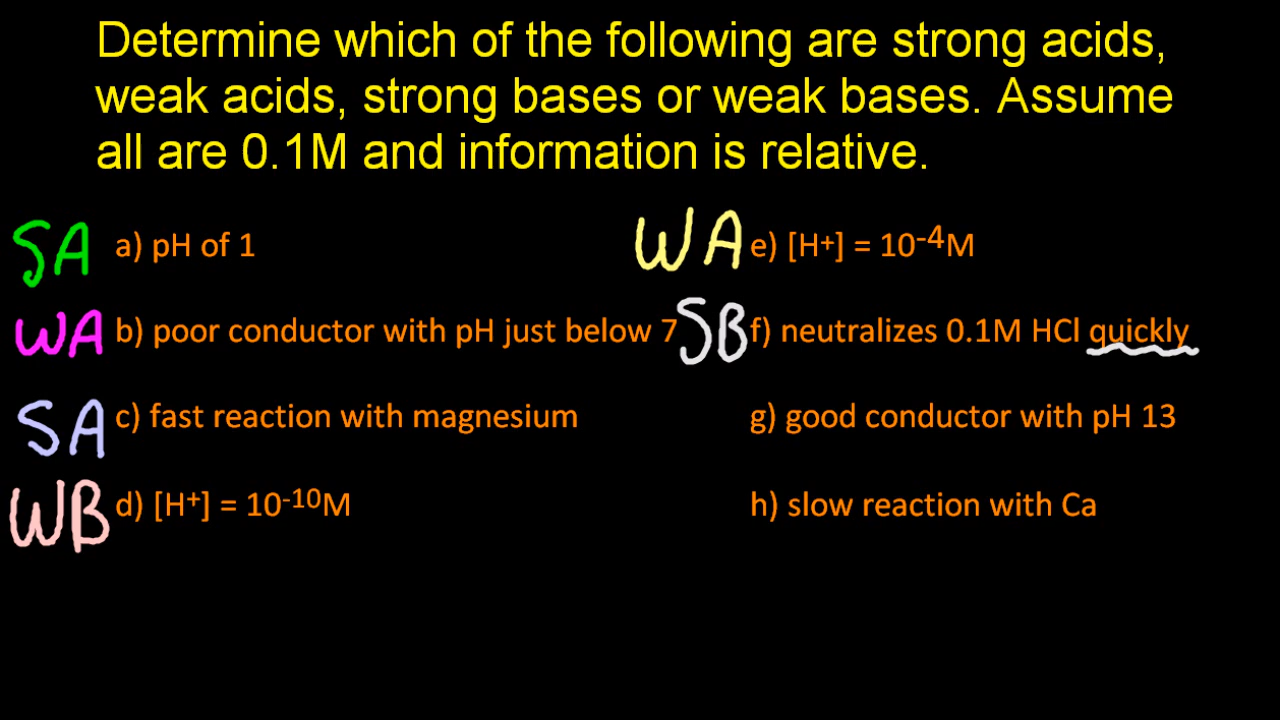 Determine which of the following are strong acids,
weak acids, strong bases or weak bases. Assume
all are 0.1M and information is relative.
SA a) pH of 1
WA b) poor conductor with pH just below 7
SA c) fast reaction with magnesium
WB d) [H⁺] = 10⁻¹⁰M
WA e) [H⁺] = 10⁻⁴M
SB f) neutralizes 0.1M HCl quickly
g) good conductor with pH 13
h) slow reaction with Ca